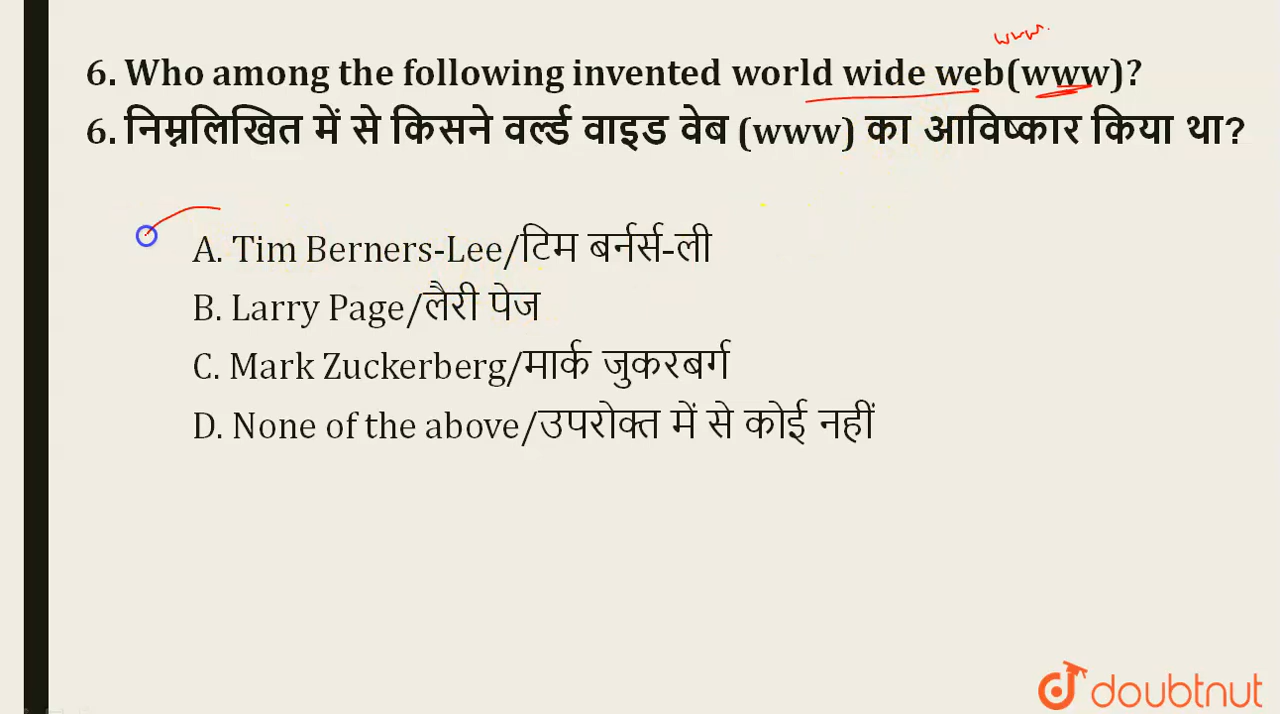 www.
6. Who among the following invented world wide web(www)?
6. निम्नलिखित में से किसने वर्ल्ड वाइड वेब (www) का आविष्कार किया था?
A. Tim Berners-Lee/टिम बर्नर्स-ली
B. Larry Page/लैरी पेज
C. Mark Zuckerberg/मार्क जुकरबर्ग
D. None of the above/उपरोक्त में से कोई नहीं
doubtnut